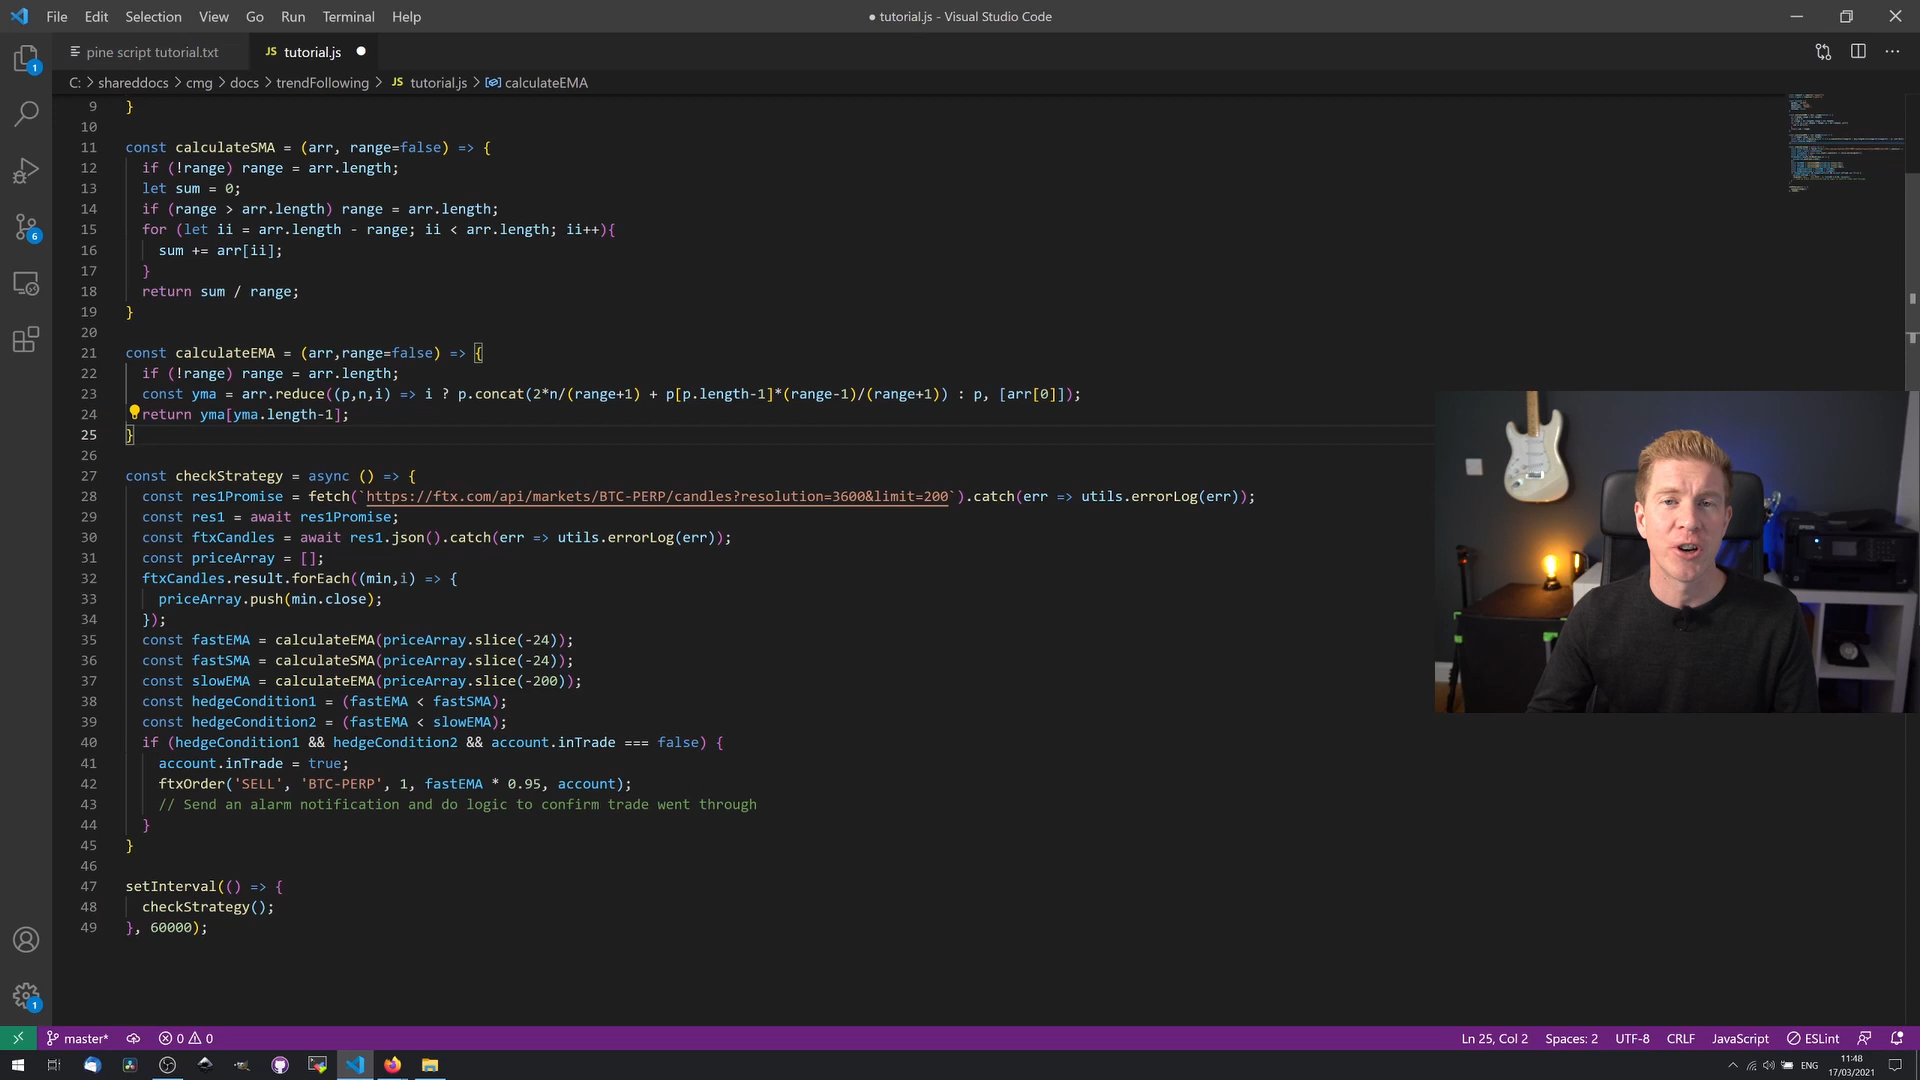 File Edit Selection View Go Run Terminal Help
● tutorial.js - Visual Studio Code
pine script tutorial.txt
JS tutorial.js ●
C: > shareddocs > cmg > docs > trendFollowing > JS tutorial.js > calculateEMA
9 }
10
11 const calculateSMA = (arr, range=false) => {
12 if (!range) range = arr.length;
13 let sum = 0;
14 if (range > arr.length) range = arr.length;
15 for (let ii = arr.length - range; ii < arr.length; ii++){
16 sum += arr[ii];
17 }
18 return sum / range;
19 }
20
21 const calculateEMA = (arr,range=false) => {
22 if (!range) range = arr.length;
23 const yma = arr.reduce((p,n,i) => i ? p.concat(2*n/(range+1) + p[p.length-1]*(range-1)/(range+1)) : p, [arr[0]]);
24 return yma[yma.length-1];
25 }
26
27 const checkStrategy = async () => {
28 const res1Promise = fetch(`https://ftx.com/api/markets/BTC-PERP/candles?resolution=3600&limit=200`).catch(err => utils.errorLog(err));
29 const res1 = await res1Promise;
30 const ftxCandles = await res1.json().catch(err => utils.errorLog(err));
31 const priceArray = [];
32 ftxCandles.result.forEach((min,i) => {
33 priceArray.push(min.close);
34 });
35 const fastEMA = calculateEMA(priceArray.slice(-24));
36 const fastSMA = calculateSMA(priceArray.slice(-24));
37 const slowEMA = calculateEMA(priceArray.slice(-200));
38 const hedgeCondition1 = (fastEMA < fastSMA);
39 const hedgeCondition2 = (fastEMA < slowEMA);
40 if (hedgeCondition1 && hedgeCondition2 && account.inTrade === false) {
41 account.inTrade = true;
42 ftxOrder('SELL', 'BTC-PERP', 1, fastEMA * 0.95, account);
43 // Send an alarm notification and do logic to confirm trade went through
44 }
45 }
46
47 setInterval(() => {
48 checkStrategy();
49 }, 60000);
1
6
1
master* 0 0
Ln 25, Col 2 Spaces: 2 UTF-8 CRLF JavaScript ESLint
ENG
11:48
17/03/2021